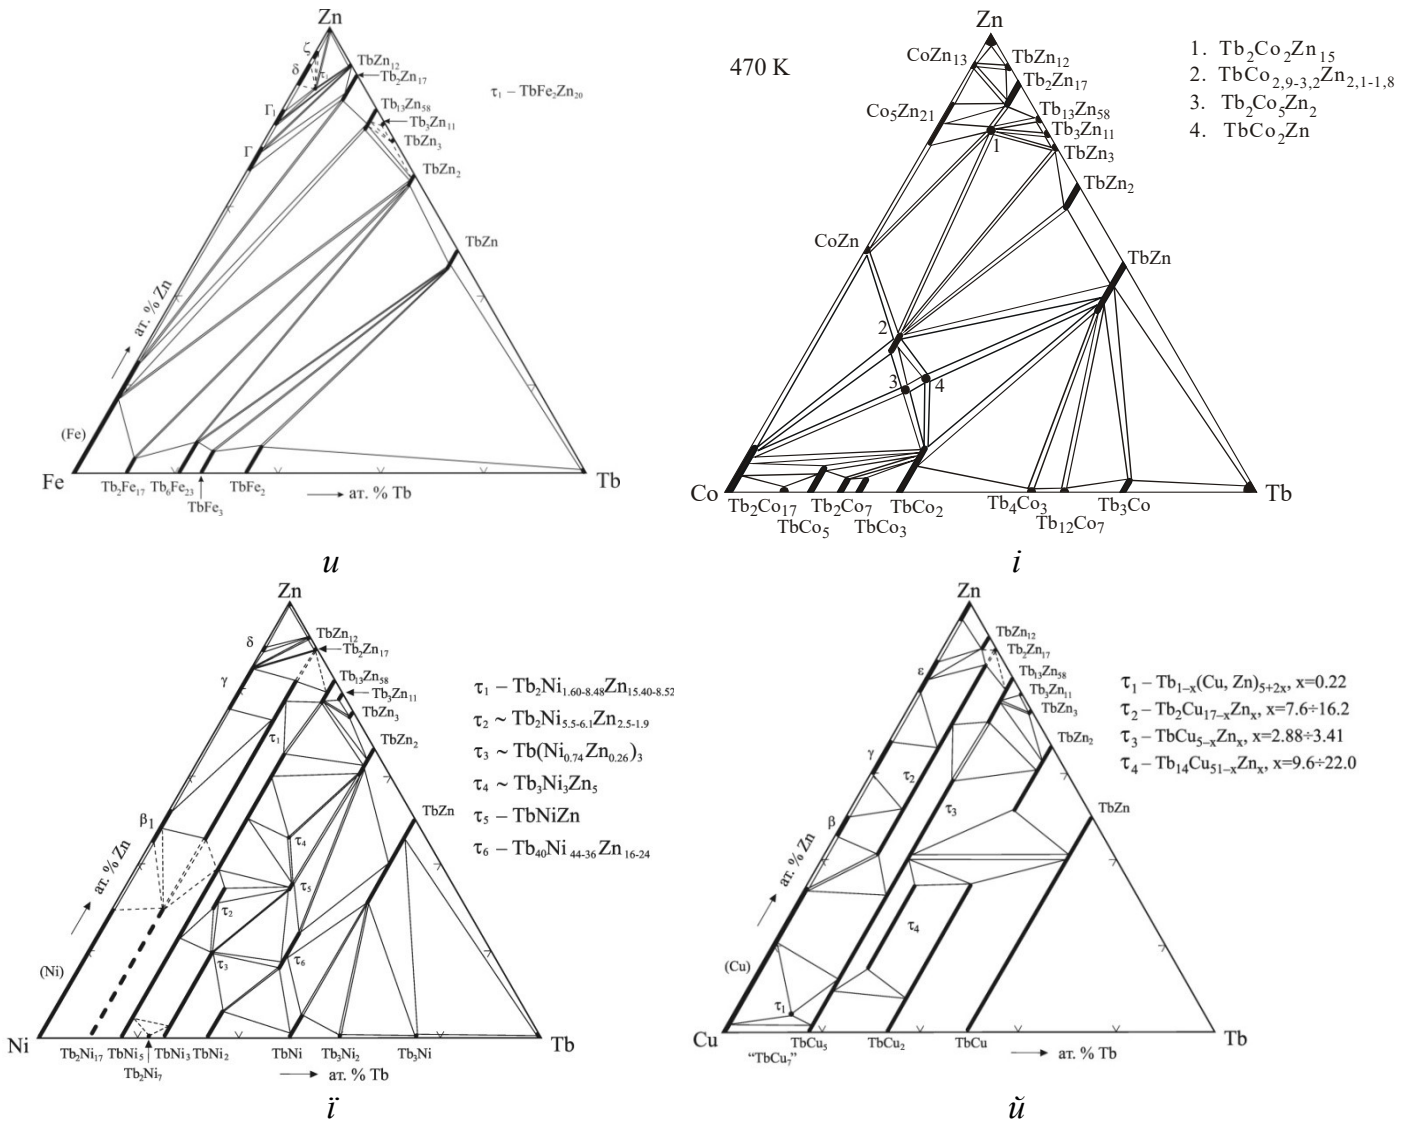 Zn
ζ
δ
τ₁
TbZn₁₂
Tb₂Zn₁₇
Γ₁
Tb₁₃Zn₅₈
Tb₃Zn₁₁
TbZn₃
Γ
TbZn₂
τ₁ – TbFe₂Zn₂₀
TbZn
ат. % Zn
(Fe)
Fe
Tb₂Fe₁₇
Tb₆Fe₂₃
TbFe₃
TbFe₂
ат. % Tb
Tb
и
Zn
470 K
CoZn₁₃
TbZn₁₂
Tb₂Zn₁₇
Co₅Zn₂₁
Tb₁₃Zn₅₈
Tb₃Zn₁₁
1
TbZn₃
TbZn₂
CoZn
TbZn
2
3
4
1. Tb₂Co₂Zn₁₅
2. TbCo₂,₉₋₃,₂Zn₂,₁₋₁,₈
3. Tb₂Co₅Zn₂
4. TbCo₂Zn
Co
Tb₂Co₁₇
TbCo₅
Tb₂Co₇
TbCo₃
TbCo₂
Tb₄Co₃
Tb₁₂Co₇
Tb₃Co
Tb
і
Zn
δ
TbZn₁₂
Tb₂Zn₁₇
γ
Tb₁₃Zn₅₈
Tb₃Zn₁₁
TbZn₃
τ₁
TbZn₂
β₁
TbZn
τ₄
τ₅
τ₂
τ₃
τ₆
ат. % Zn
(Ni)
τ₁ – Tb₂Ni₁.₆₀₋₈.₄₈Zn₁₅.₄₀₋₈.₅₂
τ₂ ~ Tb₂Ni₅.₅₋₆.₁Zn₂.₅₋₁.₉
τ₃ ~ Tb(Ni₀.₇₄Zn₀.₂₆)₃
τ₄ ~ Tb₃Ni₃Zn₅
τ₅ – TbNiZn
τ₆ – Tb₄₀Ni₄₄₋₃₆Zn₁₆₋₂₄
Ni
Tb₂Ni₁₇
TbNi₅
Tb₂Ni₇
TbNi₃
TbNi₂
TbNi
Tb₃Ni₂
Tb₃Ni
ат. % Tb
Tb
ї
Zn
TbZn₁₂
Tb₂Zn₁₇
ε
Tb₁₃Zn₅₈
Tb₃Zn₁₁
TbZn₃
TbZn₂
γ
τ₂
τ₃
TbZn
β
ат. % Zn
τ₄
(Cu)
τ₁
τ₁ – Tb₁₋ₓ(Cu, Zn)₅₊₂ₓ, x=0.22
τ₂ – Tb₂Cu₁₇₋ₓZnₓ, x=7.6÷16.2
τ₃ – TbCu₅₋ₓZnₓ, x=2.88÷3.41
τ₄ – Tb₁₄Cu₅₁₋ₓZnₓ, x=9.6÷22.0
Cu
“TbCu₇”
TbCu₅
TbCu₂
TbCu
ат. % Tb
Tb
й